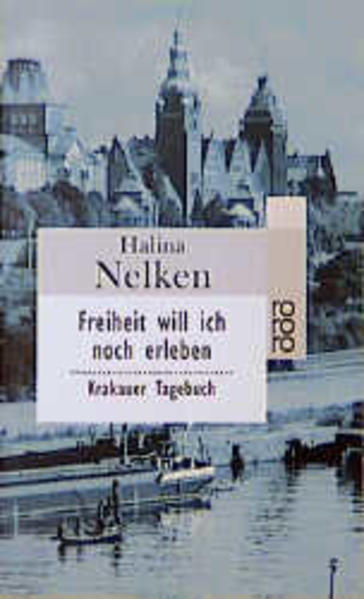 Halina
Nelken
Freiheit will ich
noch erleben
Krakauer Tagebuch
rororo